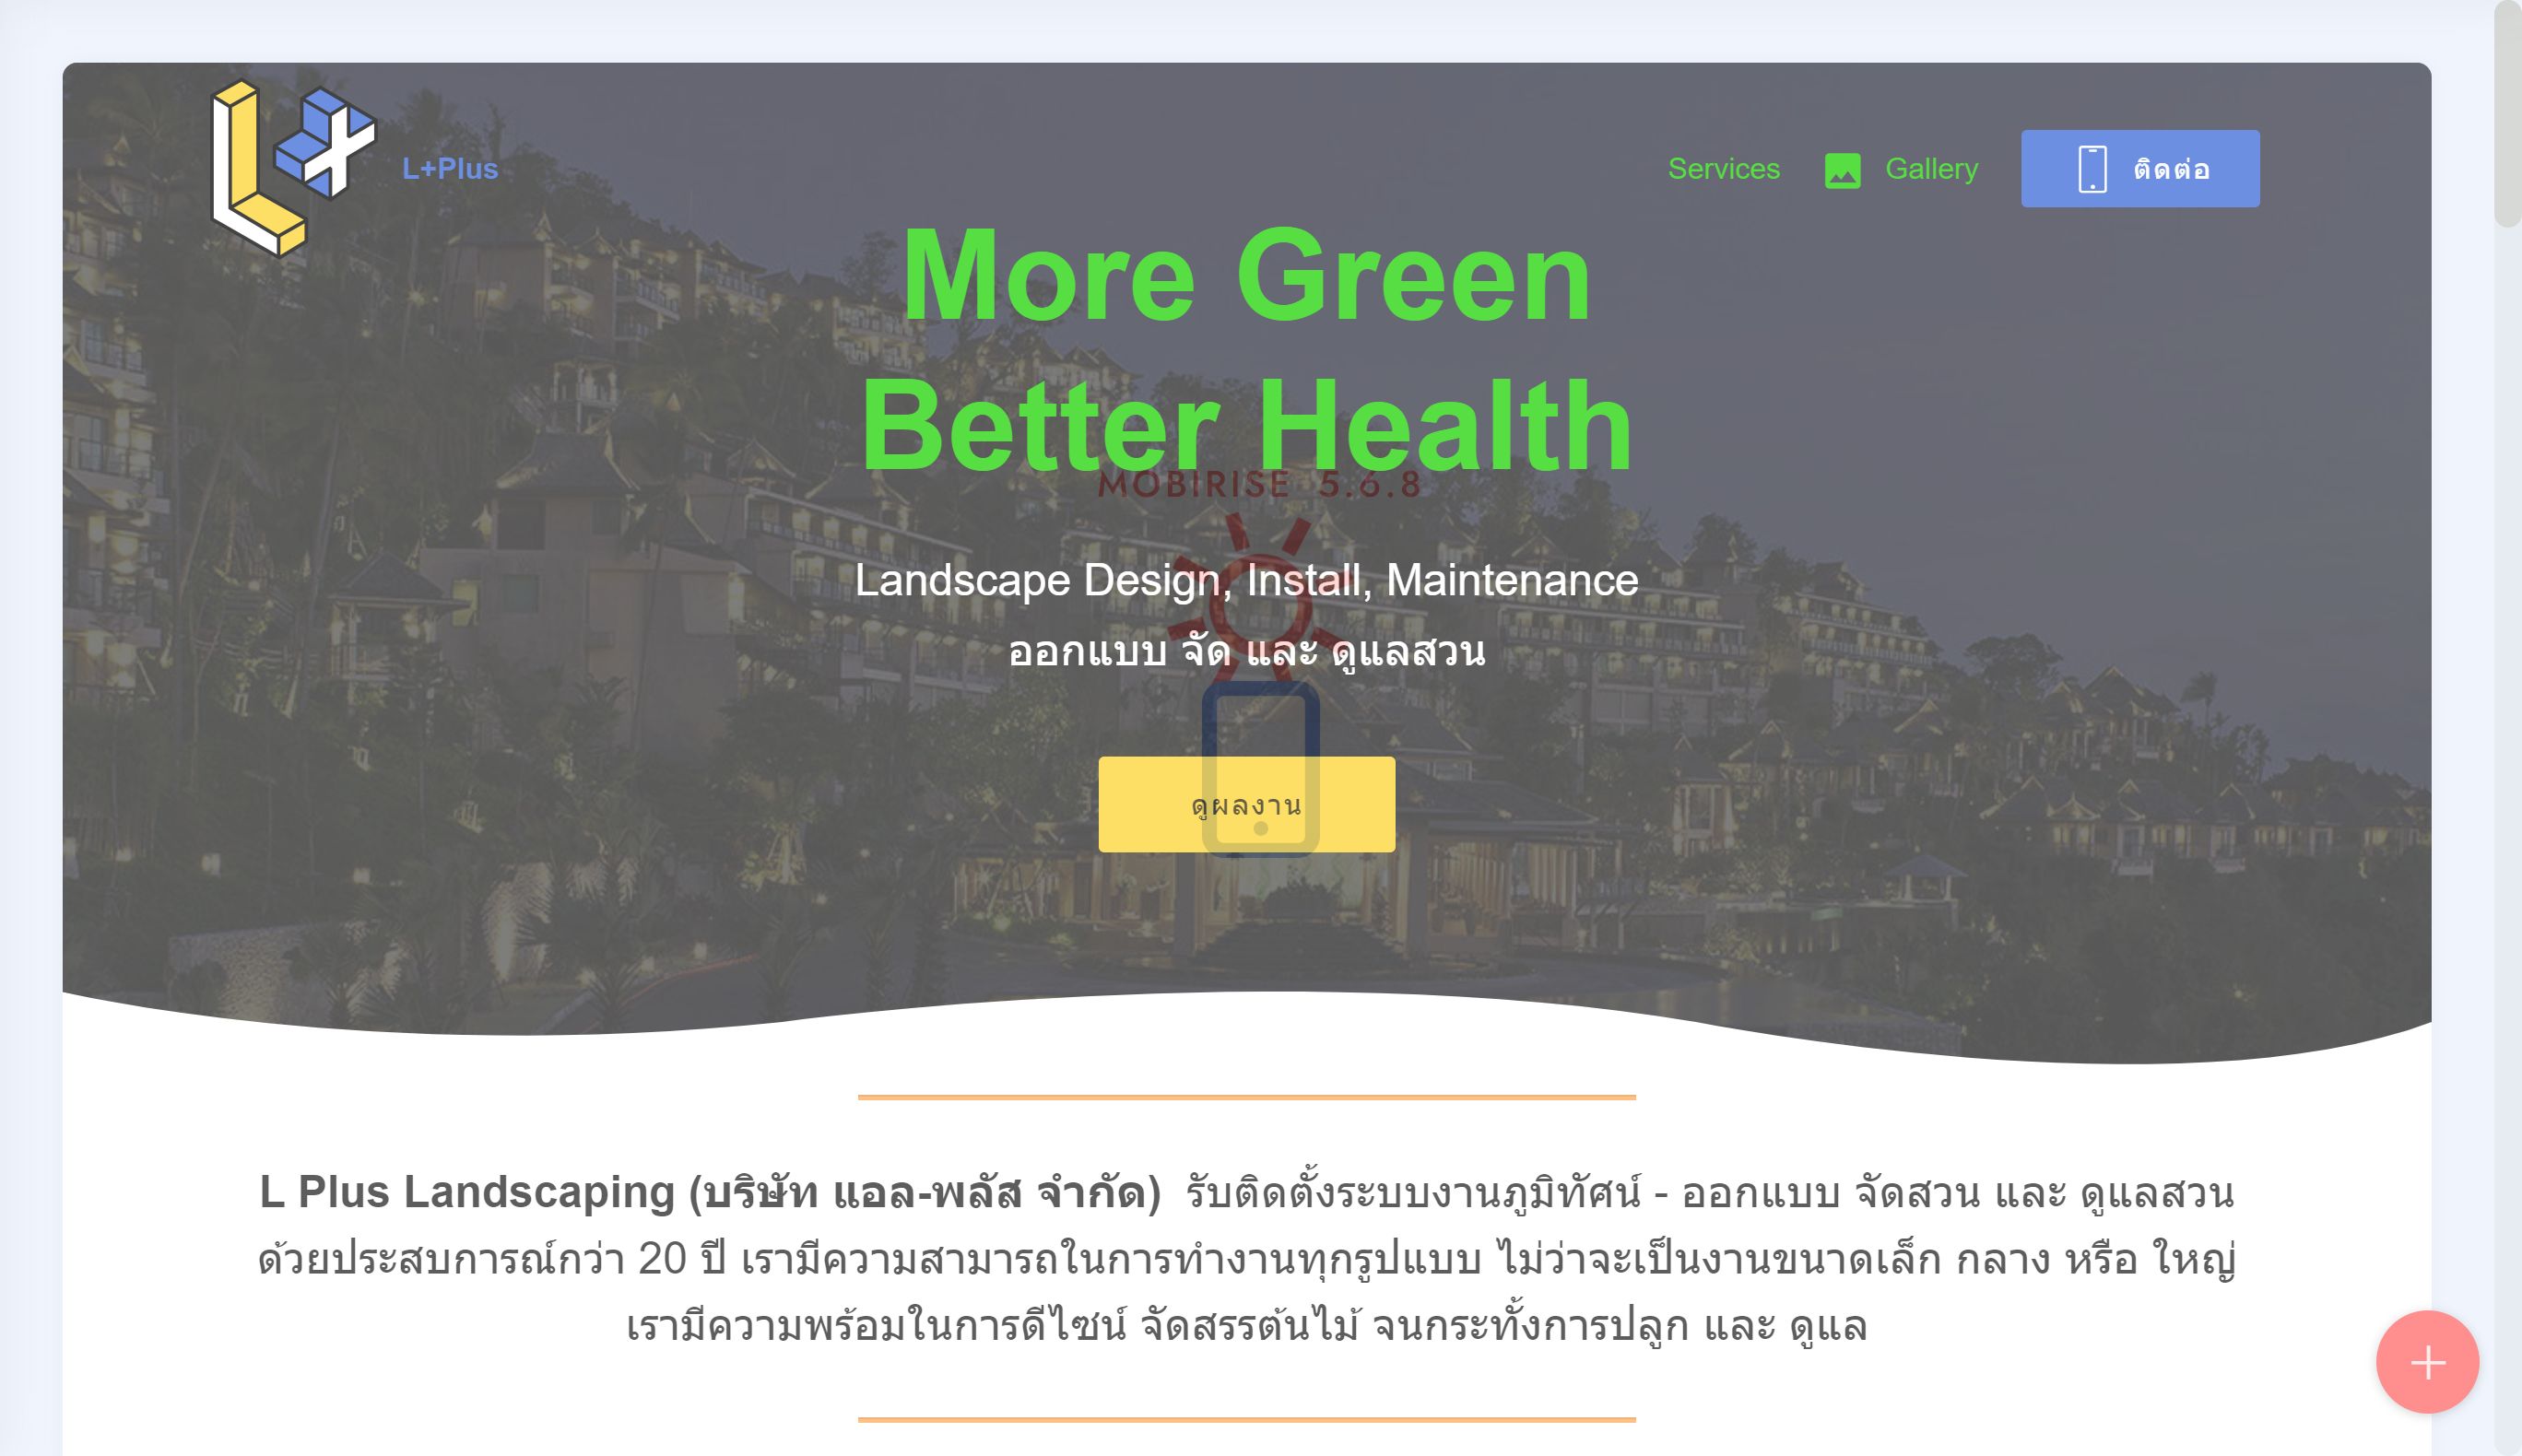 L+Plus
Services
Gallery
ติดต่อ
More Green
Better Health
MOBIRISE 5.6.8
Landscape Design, Install, Maintenance
ออกแบบ จัด และ ดูแลสวน
ดูผลงาน
L Plus Landscaping (บริษัท แอล-พลัส จำกัด) รับติดตั้งระบบงานภูมิทัศน์ - ออกแบบ จัดสวน และ ดูแลสวน
ด้วยประสบการณ์กว่า 20 ปี เรามีความสามารถในการทำงานทุกรูปแบบ ไม่ว่าจะเป็นงานขนาดเล็ก กลาง หรือ ใหญ่
เรามีความพร้อมในการดีไซน์ จัดสรรต้นไม้ จนกระทั้งการปลูก และ ดูแล